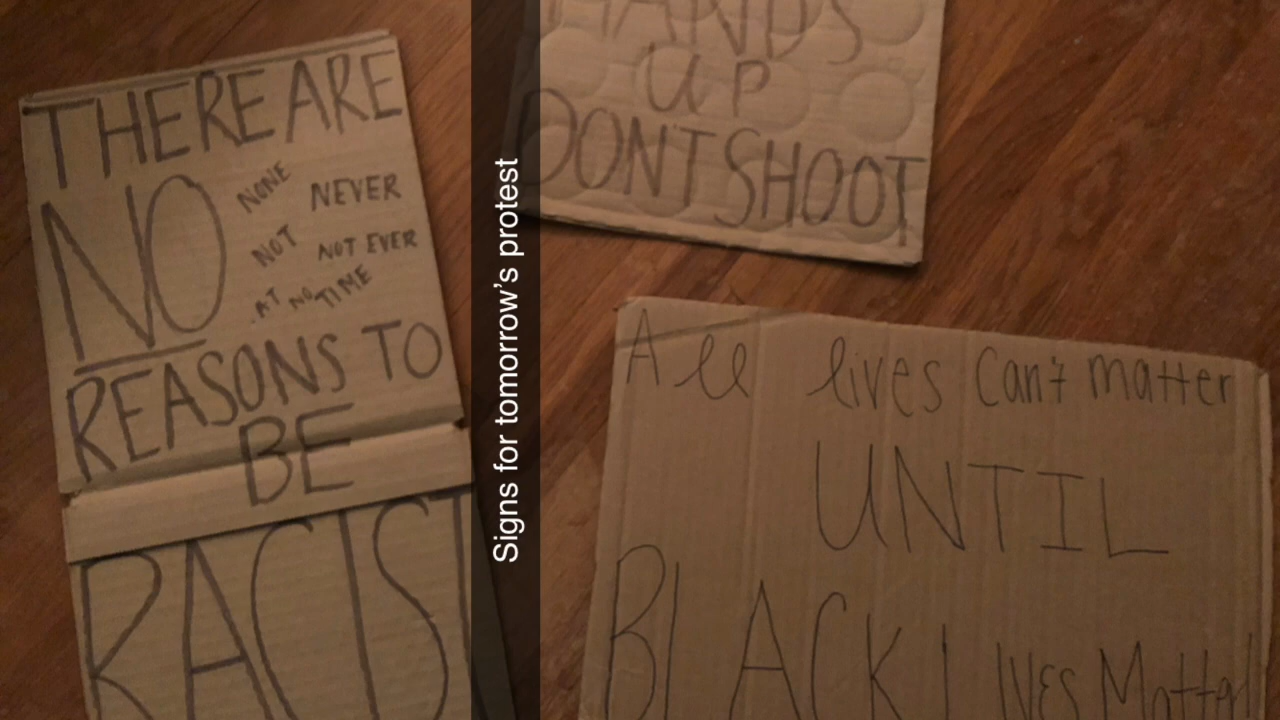 THERE ARE
NO
NONE NEVER
NOT NOT EVER
AT NO TIME
REASONS TO
BE
RACIST
Signs for tomorrow's protest
HANDS
UP
DONT SHOOT
All lives can't matter
UNTIL
BLACK lives Matter